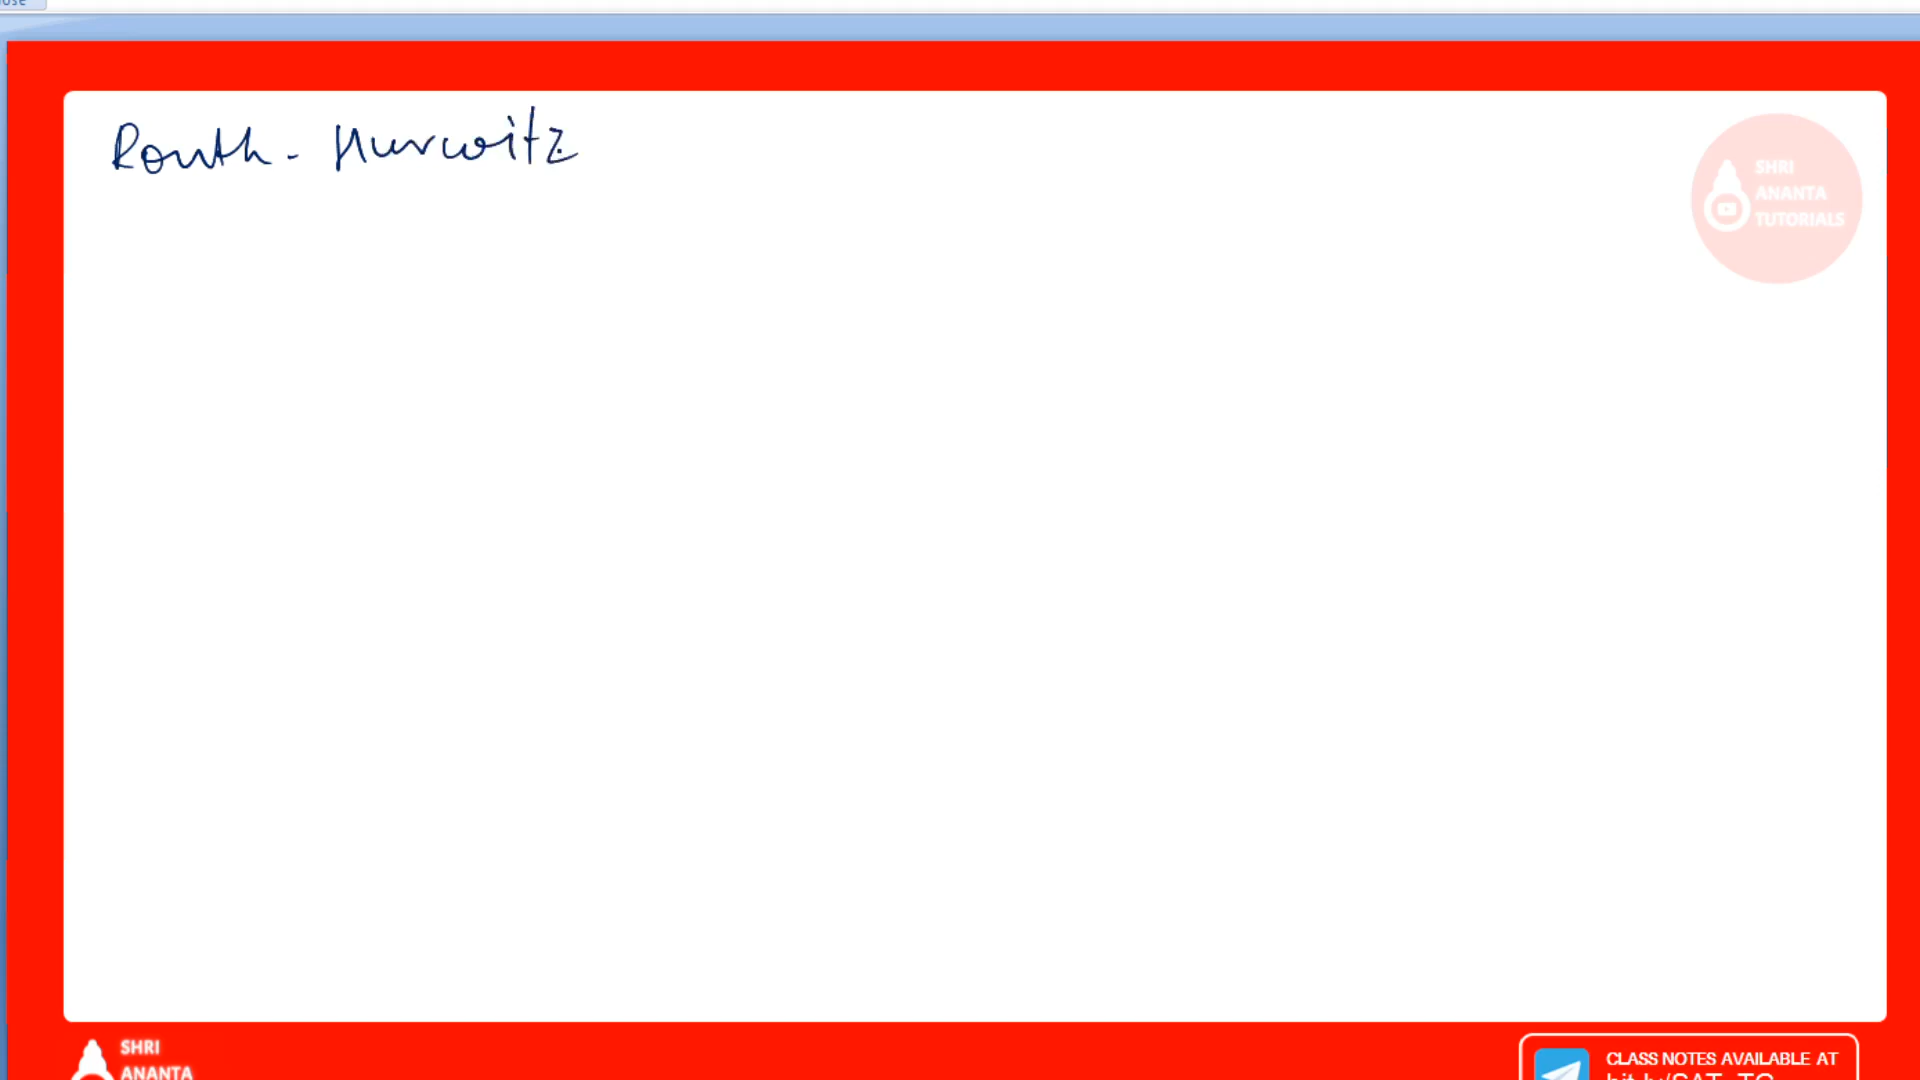 Routh - Hurwitz
SHRI
ANANTA
TUTORIALS
SHRI
ANANTA
CLASS NOTES AVAILABLE AT